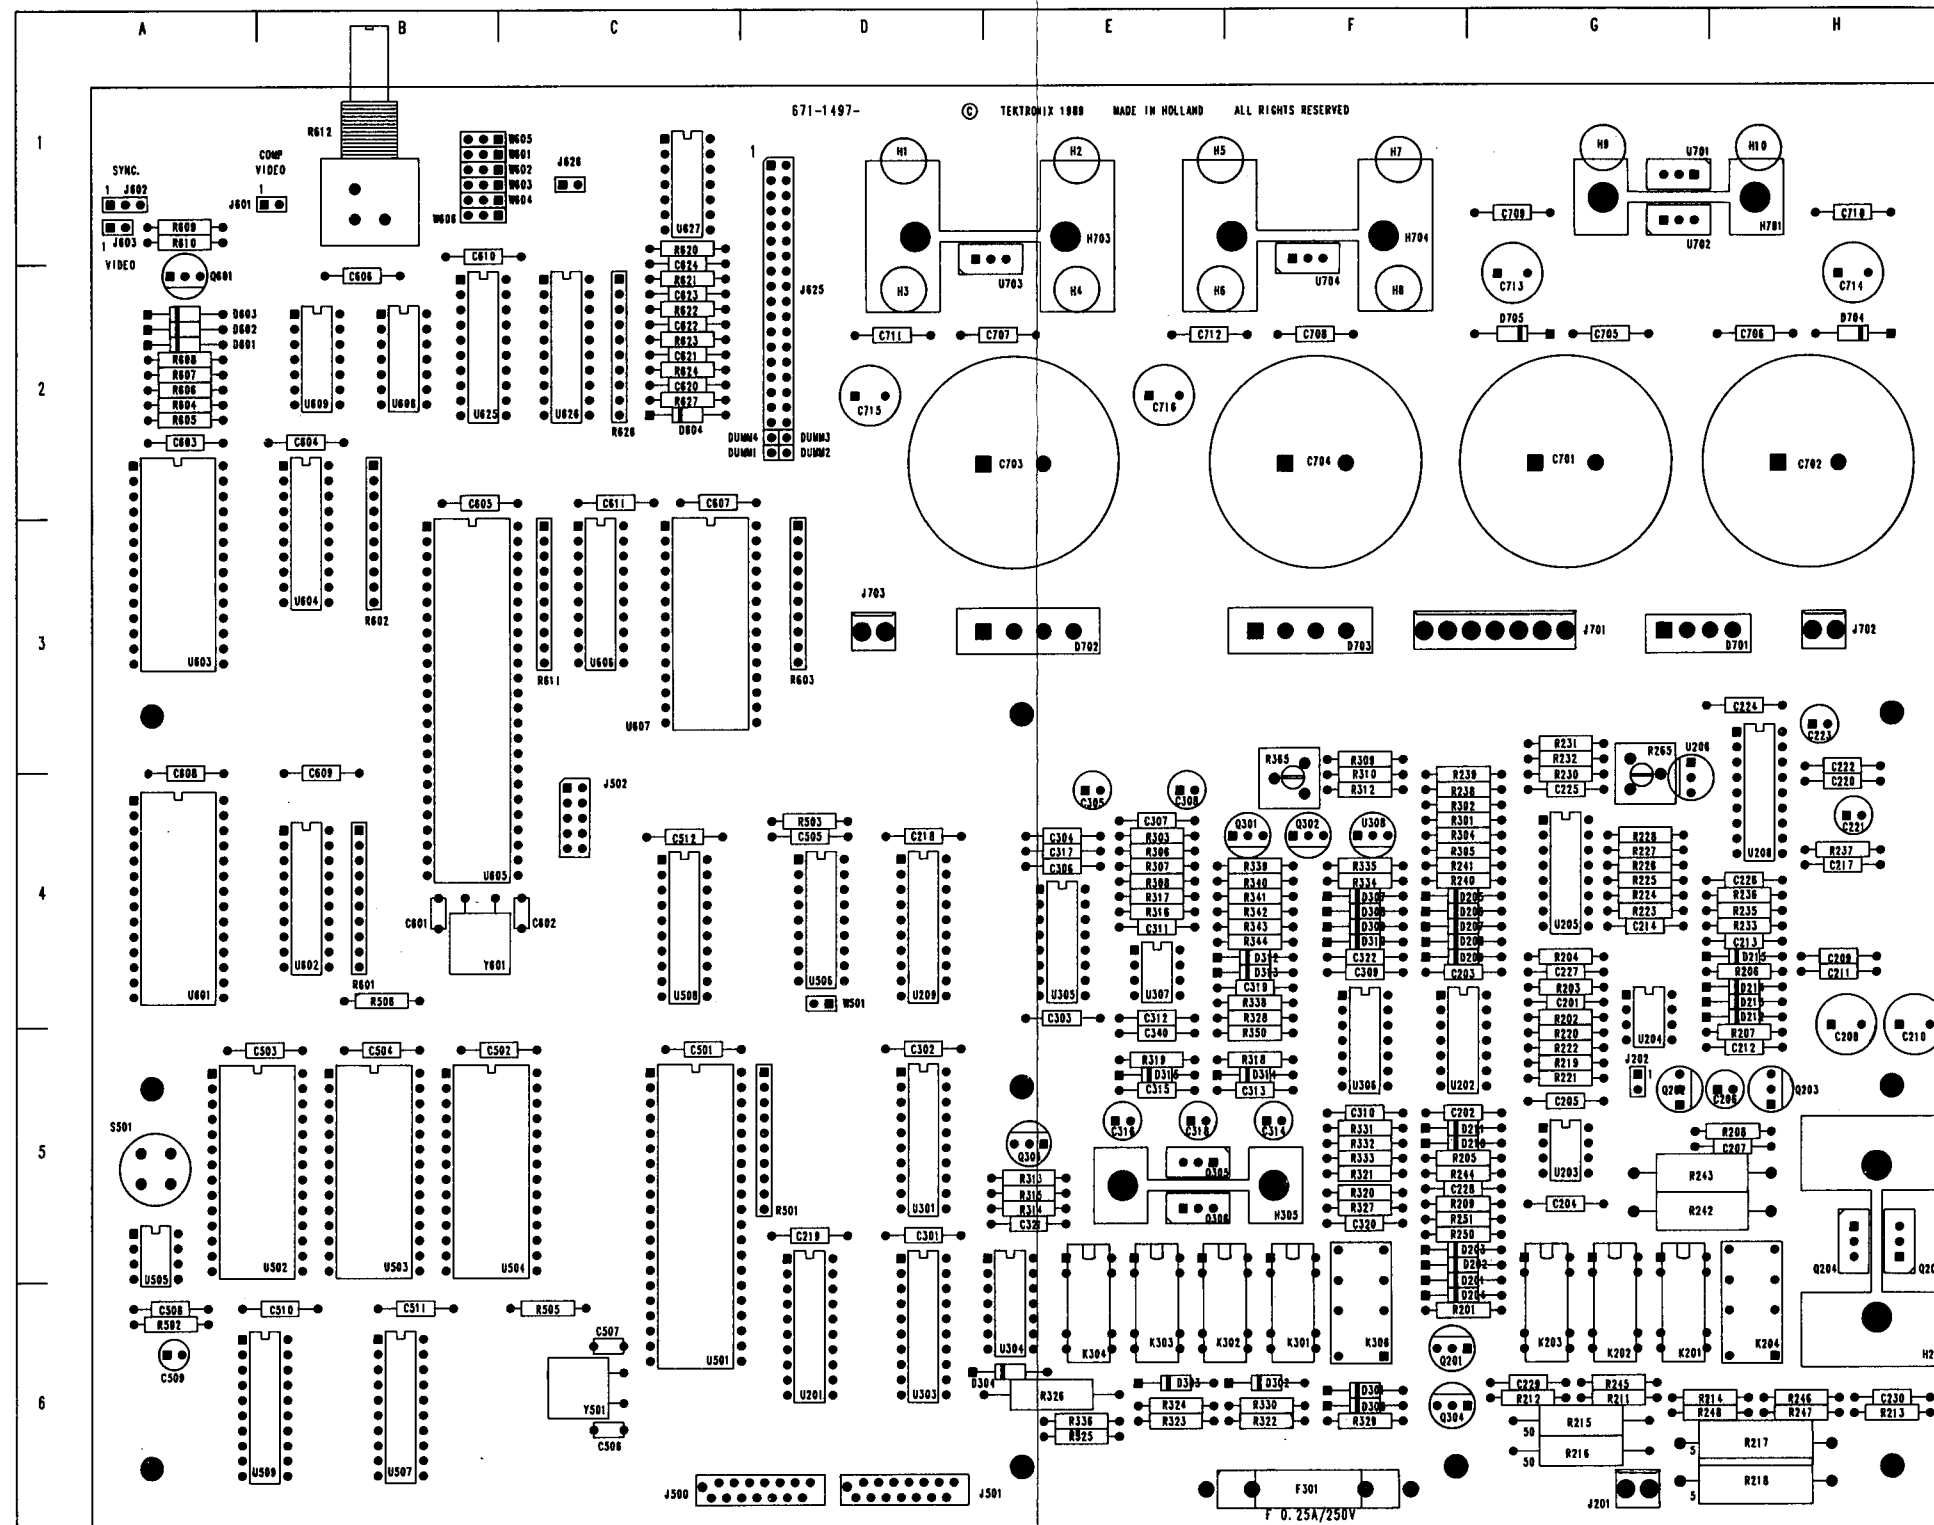 A B C D E F G H
671-1497- © TEKTRONIX 1989 MADE IN HOLLAND ALL RIGHTS RESERVED
1
R612
COMP
VIDEO
SYNC.
1 J602
1
J601
J603
1
VIDEO
R609
R610
Q601
W605
W601
W602
W603
W604
W606
J626
U627
1
J625
H1
H2
H3
H4
H703
U703
H5
H7
H6
H8
H704
U704
H9
U701
H10
U702
H701
C709
C710
C713
C714
C610
C606
R620
C624
R621
C623
R622
C622
R623
C621
R624
C620
R627
D604
D603
D602
D601
R608
R607
R606
R604
R605
C603
2
U609
U608
U625
U626
R626
C711
C707
C712
C708
D705
C705
C706
D704
C715
C716
C604
DUMM4 DUMM3
DUMM1 DUMM2
C703
C704
C701
C702
C605
C611
C607
3
U603
U604
R602
R611
U606
U607
R603
J703
D702
D703
J701
D701
J702
C224
C223
R231
R232
R230
C225
R265
U206
C222
C220
C221
R365
R309
R310
R312
R239
R238
R302
R301
R304
R305
R241
R240
C608
C609
J502
C305
C308
R503
C505
C512
C218
C304
C317
C306
C307
R303
R306
R307
R308
R317
R316
C311
Q301
Q302
U308
R228
R227
R226
R225
R224
R223
C214
U208
R237
C217
4
R339
R340
R341
R342
R343
R344
R335
R334
C322
C309
C203
C226
R236
R235
R233
C213
R206
U205
C601
C602
Y601
U605
U601
U602
R601
R508
U508
U506
W501
U209
U305
U307
C319
R338
R328
R350
R204
C227
R203
C201
R202
R220
R222
R219
R221
C209
C211
C208
C210
R207
C212
U204
C303
C312
C340
C503
C504
C502
C501
C302
R319
C315
R318
C313
U306
U202
J202
1
Q203
C205
5
S501
C316
C318
C314
C310
R331
R332
R333
R321
R320
R327
C320
C202
R205
R244
C228
R209
R251
R250
R208
C207
U203
R243
R242
C204
C321
H305
U505
U502
U503
U504
R501
U301
C219
C301
Q204
C508
R502
C510
C511
R505
C507
C509
U501
U304
K304
K303
K302
K301
K306
R201
Q201
K203
K202
K201
K204
6
U509
U507
Y501
C506
U201
U303
D304
R326
R336
R324
R323
R330
R322
R329
Q304
C229
R212
R245
R211
R214
R248
R246
R247
C230
R213
R215
50
R216
50
R217
5
R218
5
J500
J501
F301
F 0.25A/250V
J201